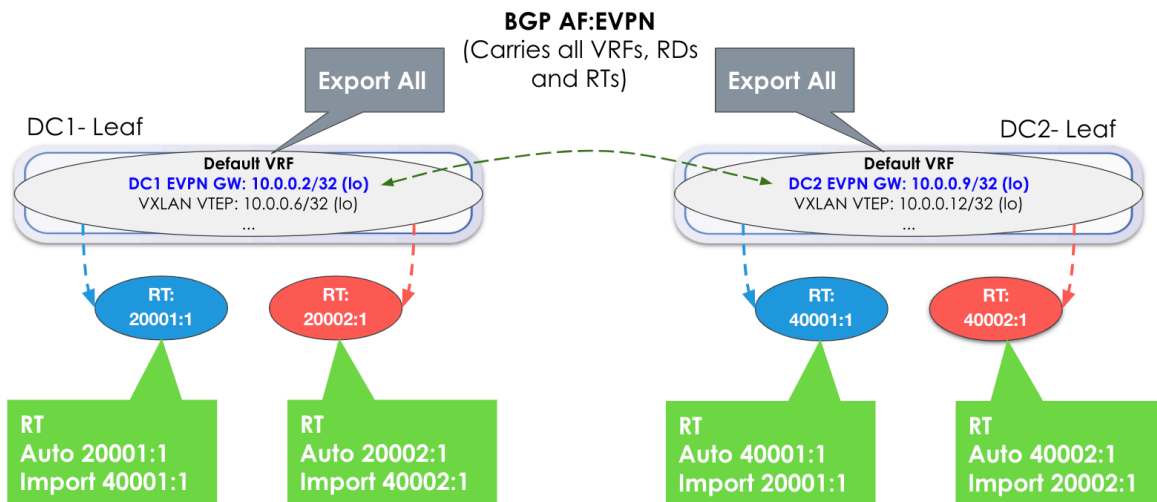 BGP AF:EVPN
(Carries all VRFs, RDs
and RTs)
Export All
Export All
DC1- Leaf
DC2- Leaf
Default VRF
DC1 EVPN GW: 10.0.0.2/32 (lo)
VXLAN VTEP: 10.0.0.6/32 (lo)
...
Default VRF
DC2 EVPN GW: 10.0.0.9/32 (lo)
VXLAN VTEP: 10.0.0.12/32 (lo)
...
RT:
20001:1
RT:
20002:1
RT:
40001:1
RT:
40002:1
RT
Auto 20001:1
Import 40001:1
RT
Auto 20002:1
Import 40002:1
RT
Auto 40001:1
Import 20001:1
RT
Auto 40002:1
Import 20002:1